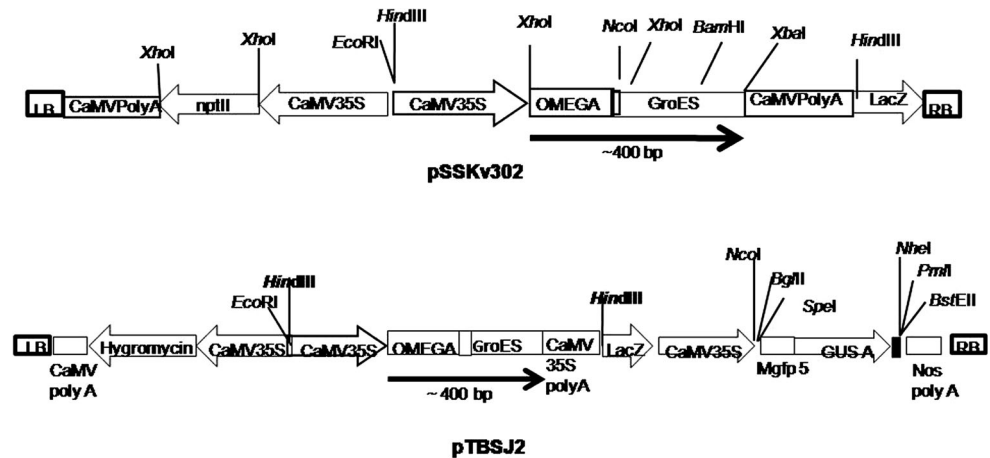 HindIII
XhoI
NcoI
XhoI
BamHI
XbaI
XhoI
XhoI
EcoRI
HindIII
LB
CaMVPolyA
nptII
CaMV35S
CaMV35S
OMEGA
GroES
CaMVPolyA
LacZ
RB
~400 bp
pSSKv302
NcoI
NheI
HindIII
BglII
PmlI
EcoRI
HindIII
SpeI
BstEII
LB
Hygromycin
CaMV35S
CaMV35S
OMEGA
GroES
CaMV
35S
polyA
LacZ
CaMV35S
GUS A
RB
CaMV
poly A
Mgfp 5
Nos
poly A
~400 bp
pTBSJ2